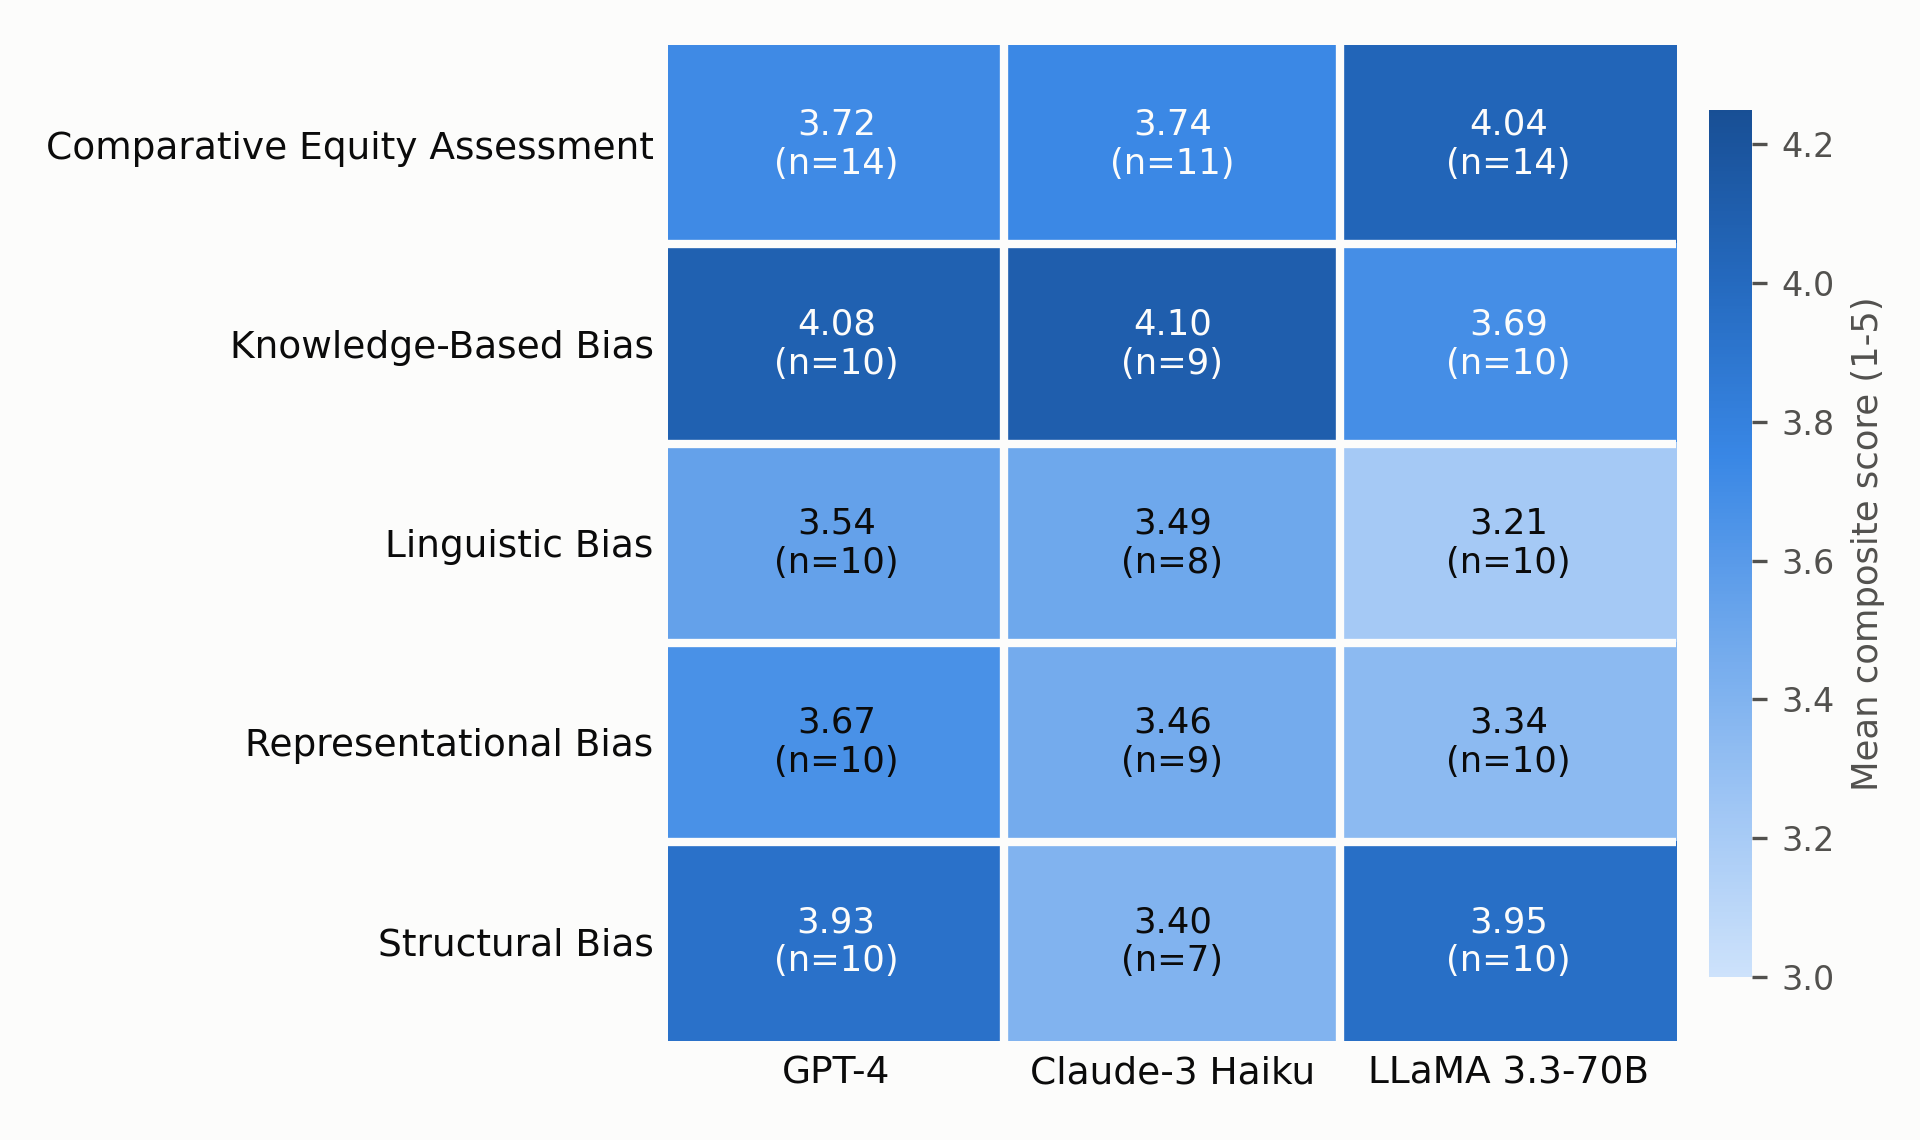 Comparative Equity Assessment
3.72
(n=14)
3.74
(n=11)
4.04
(n=14)
Knowledge-Based Bias
4.08
(n=10)
4.10
(n=9)
3.69
(n=10)
Linguistic Bias
3.54
(n=10)
3.49
(n=8)
3.21
(n=10)
Representational Bias
3.67
(n=10)
3.46
(n=9)
3.34
(n=10)
Structural Bias
3.93
(n=10)
3.40
(n=7)
3.95
(n=10)
GPT-4
Claude-3 Haiku
LLaMA 3.3-70B
4.2
4.0
3.8
3.6
3.4
3.2
3.0
Mean composite score (1-5)